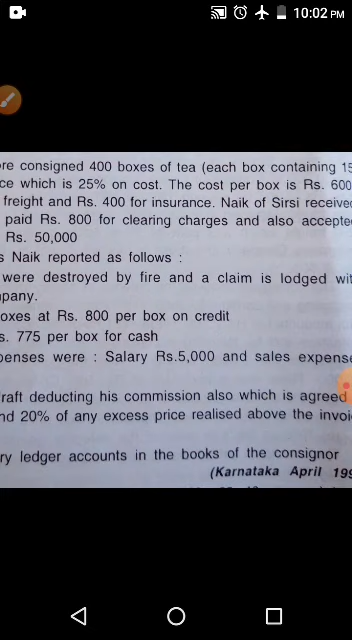 10:02 PM
re consigned 400 boxes of tea (each box containing 15
ce which is 25% on cost. The cost per box is Rs. 600
freight and Rs. 400 for insurance. Naik of Sirsi receive
paid Rs. 800 for clearing charges and also accepte
Rs. 50,000
s Naik reported as follows :
were destroyed by fire and a claim is lodged wit
pany.
oxes at Rs. 800 per box on credit
s. 775 per box for cash
penses were : Salary Rs.5,000 and sales expense
raft deducting his commission also which is agreed
nd 20% of any excess price realised above the invoi
ry ledger accounts in the books of the consignor
(Karnataka April 199